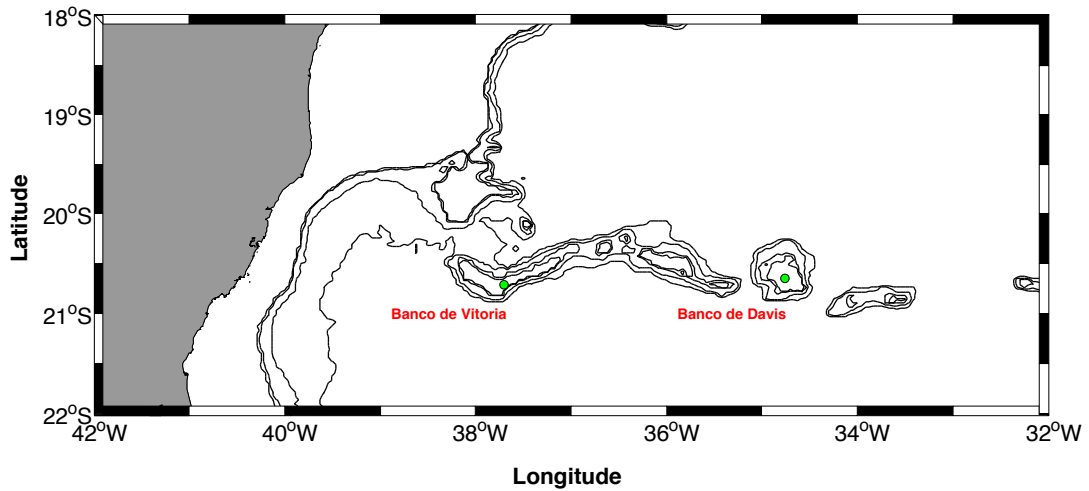 18°S
19°S
20°S
21°S
22°S
Latitude
Banco de Vitoria
Banco de Davis
42°W
40°W
38°W
36°W
34°W
32°W
Longitude